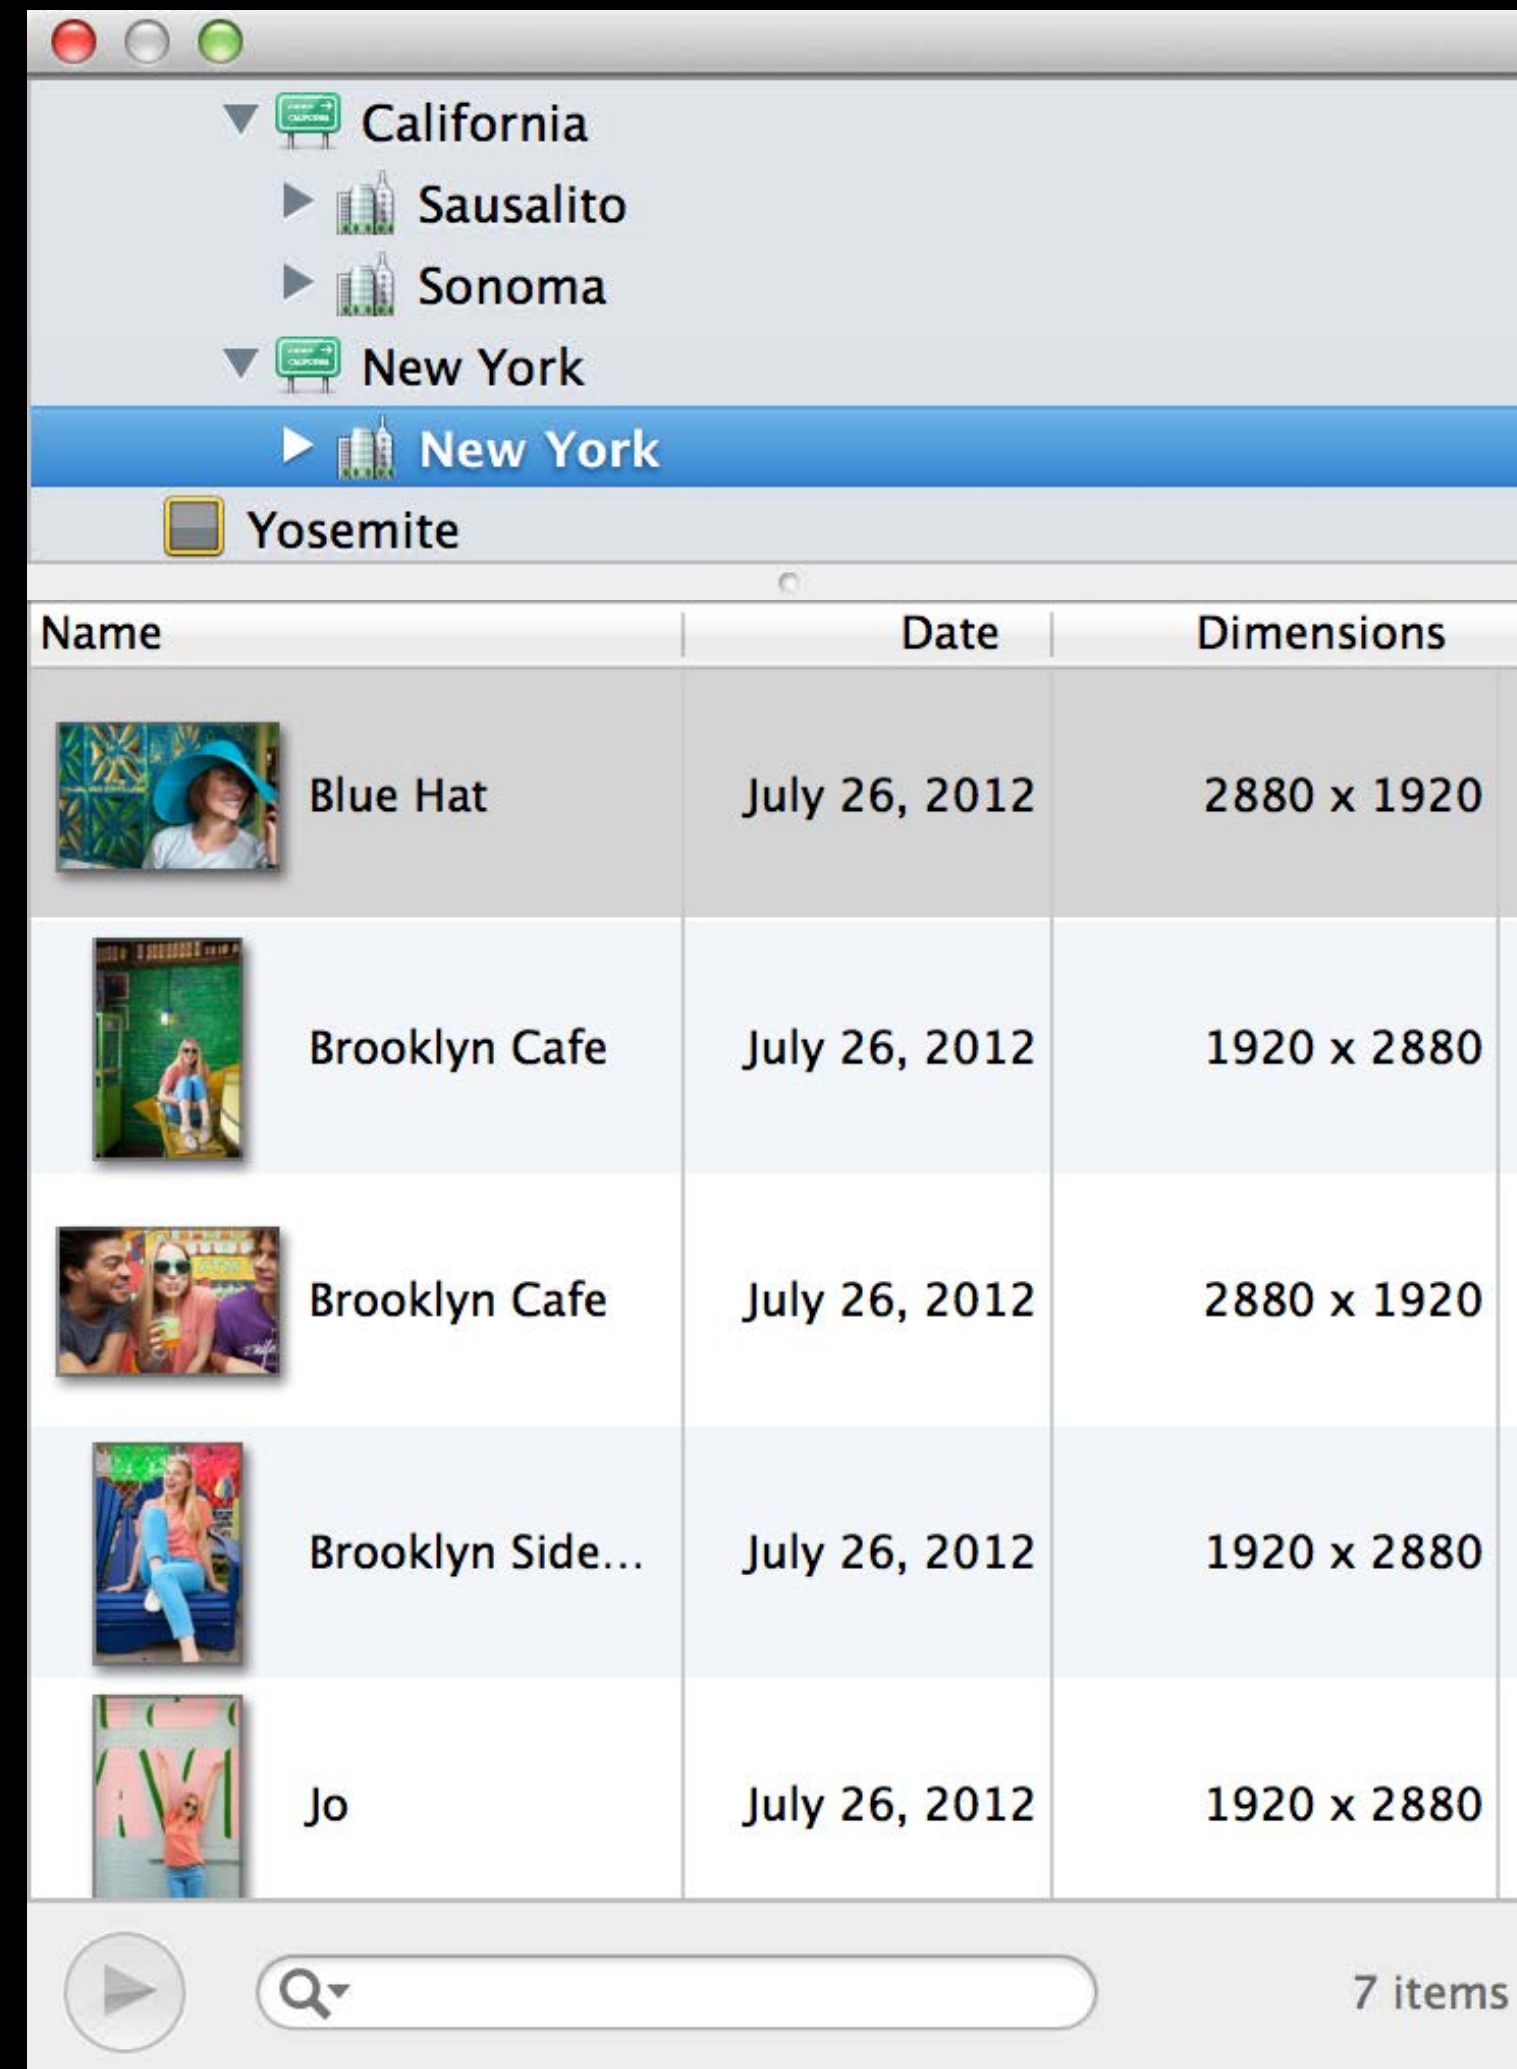 California
Sausalito
Sonoma
New York
New York
Yosemite
Name Date Dimensions
Blue Hat July 26, 2012 2880 x 1920
Brooklyn Cafe July 26, 2012 1920 x 2880
Brooklyn Cafe July 26, 2012 2880 x 1920
Brooklyn Side... July 26, 2012 1920 x 2880
Jo July 26, 2012 1920 x 2880
7 items